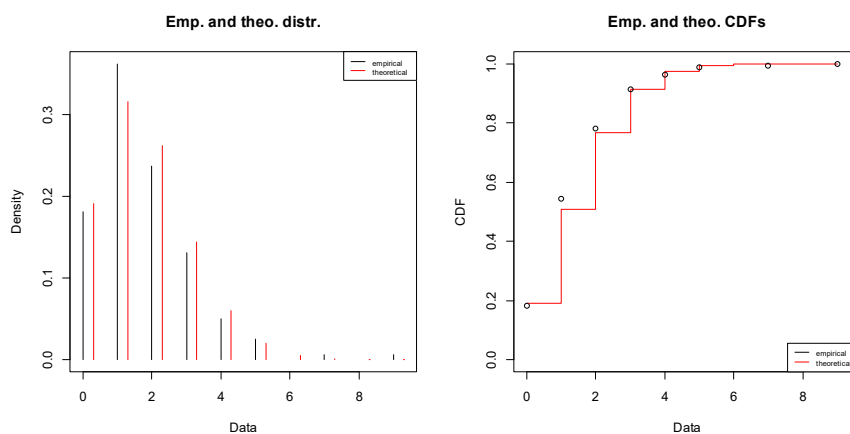 Emp. and theo. distr.
empirical
theoretical
Density
0.0
0.1
0.2
0.3
0
2
4
6
8
Data
Emp. and theo. CDFs
CDF
0.0
0.2
0.4
0.6
0.8
1.0
empirical
theoretical
0
2
4
6
8
Data